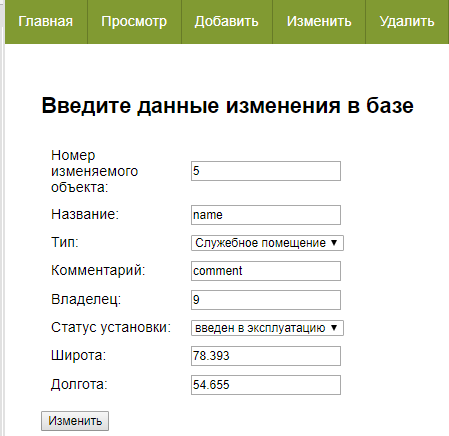 Главная Просмотр Добавить Изменить Удалить
Введите данные изменения в базе
Номер
изменяемого
объекта: 5
Название: name
Тип: Служебное помещение ▼
Комментарий: comment
Владелец: 9
Статус установки: введен в эксплуатацию ▼
Широта: 78.393
Долгота: 54.655
Изменить